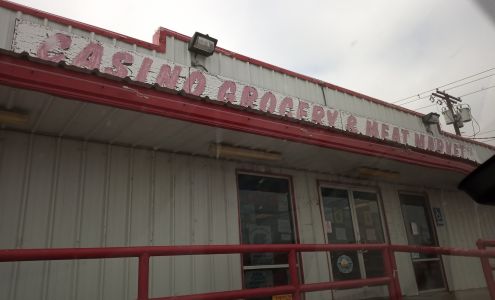 CASINO GROCERY & MEAT MARKET